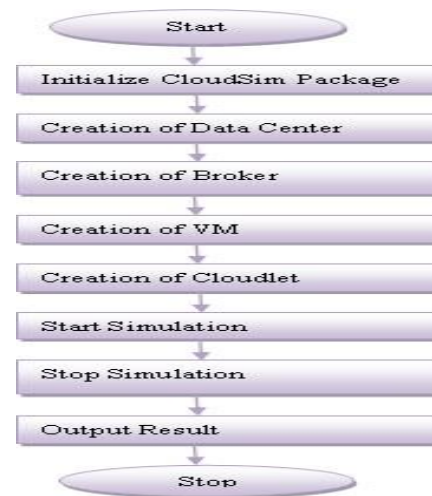 Start
Initialize CloudSim Package
Creation of Data Center
Creation of Broker
Creation of VM
Creation of Cloudlet
Start Simulation
Stop Simulation
Output Result
Stop